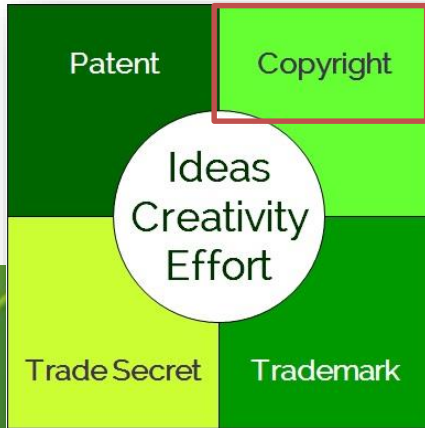 Patent
Copyright
Ideas
Creativity
Effort
Trade Secret
Trademark